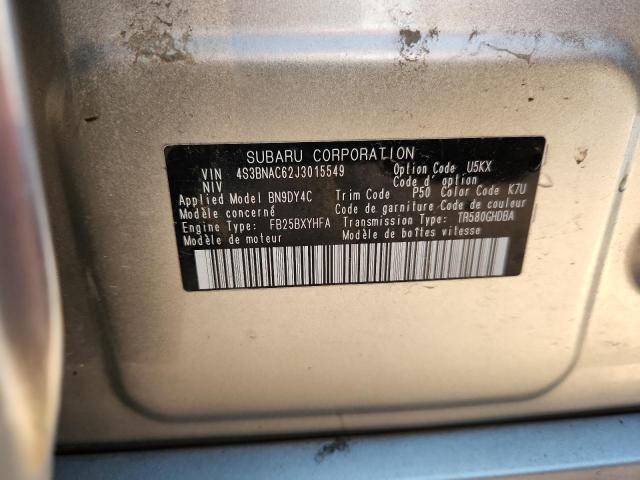 SUBARU CORPORATION
VIN 4S3BNAC62J3015549 Option Code U5KX
NIV Code d'option
Applied Model BN9DY4C Trim Code P50 Color Code K7U
Modèle concerné Code de garniture Code de couleur
Engine Type: FB25BXYHFA Transmission Type: TR580GHDBA
Modèle de moteur Modèle de boîtes vitesse